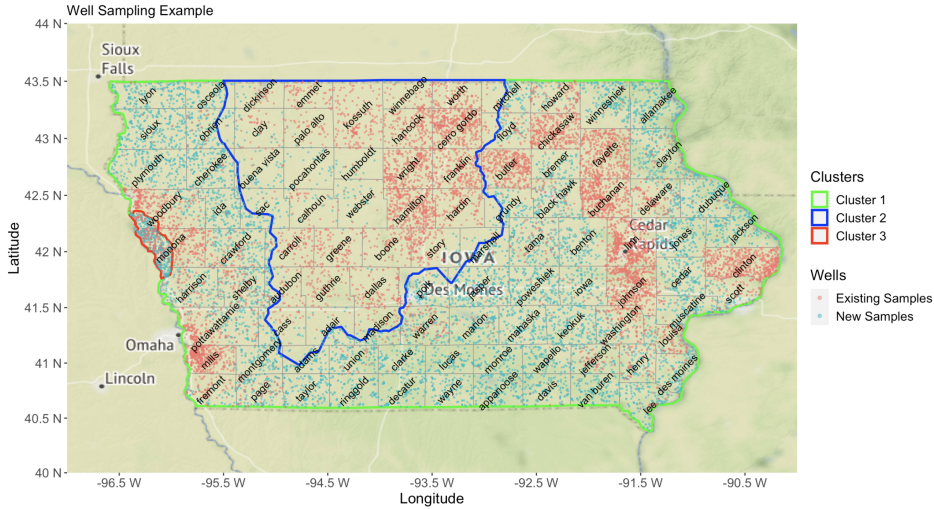 Well Sampling Example
44 N
43.5 N
43 N
42.5 N
42 N
41.5 N
41 N
40.5 N
40 N
Latitude
Sioux
Falls
Omaha
Lincoln
IOWA
Des Moines
Cedar
Rapids
lyon
osceola
dickinson
emmet
kossuth
winnebago
worth
mitchell
howard
winneshiek
allamakee
sioux
obrien
clay
palo alto
hancock
cerro gordo
floyd
chickasaw
plymouth
cherokee
buena vista
pocahontas
humboldt
wright
franklin
butler
bremer
fayette
clayton
woodbury
ida
sac
calhoun
webster
hamilton
hardin
grundy
black hawk
buchanan
delaware
dubuque
monona
crawford
carroll
greene
boone
story
marshall
tama
benton
linn
jones
jackson
harrison
shelby
audubon
guthrie
dallas
polk
jasper
poweshiek
iowa
johnson
cedar
clinton
scott
muscatine
pottawattamie
cass
adair
madison
warren
marion
mahaska
keokuk
washington
louisa
mills
montgomery
adams
union
clarke
lucas
monroe
wapello
jefferson
henry
des moines
fremont
page
taylor
ringgold
decatur
wayne
appanoose
davis
van buren
lee
-96.5 W
-95.5 W
-94.5 W
-93.5 W
-92.5 W
-91.5 W
-90.5 W
Longitude
Clusters
Cluster 1
Cluster 2
Cluster 3
Wells
Existing Samples
New Samples